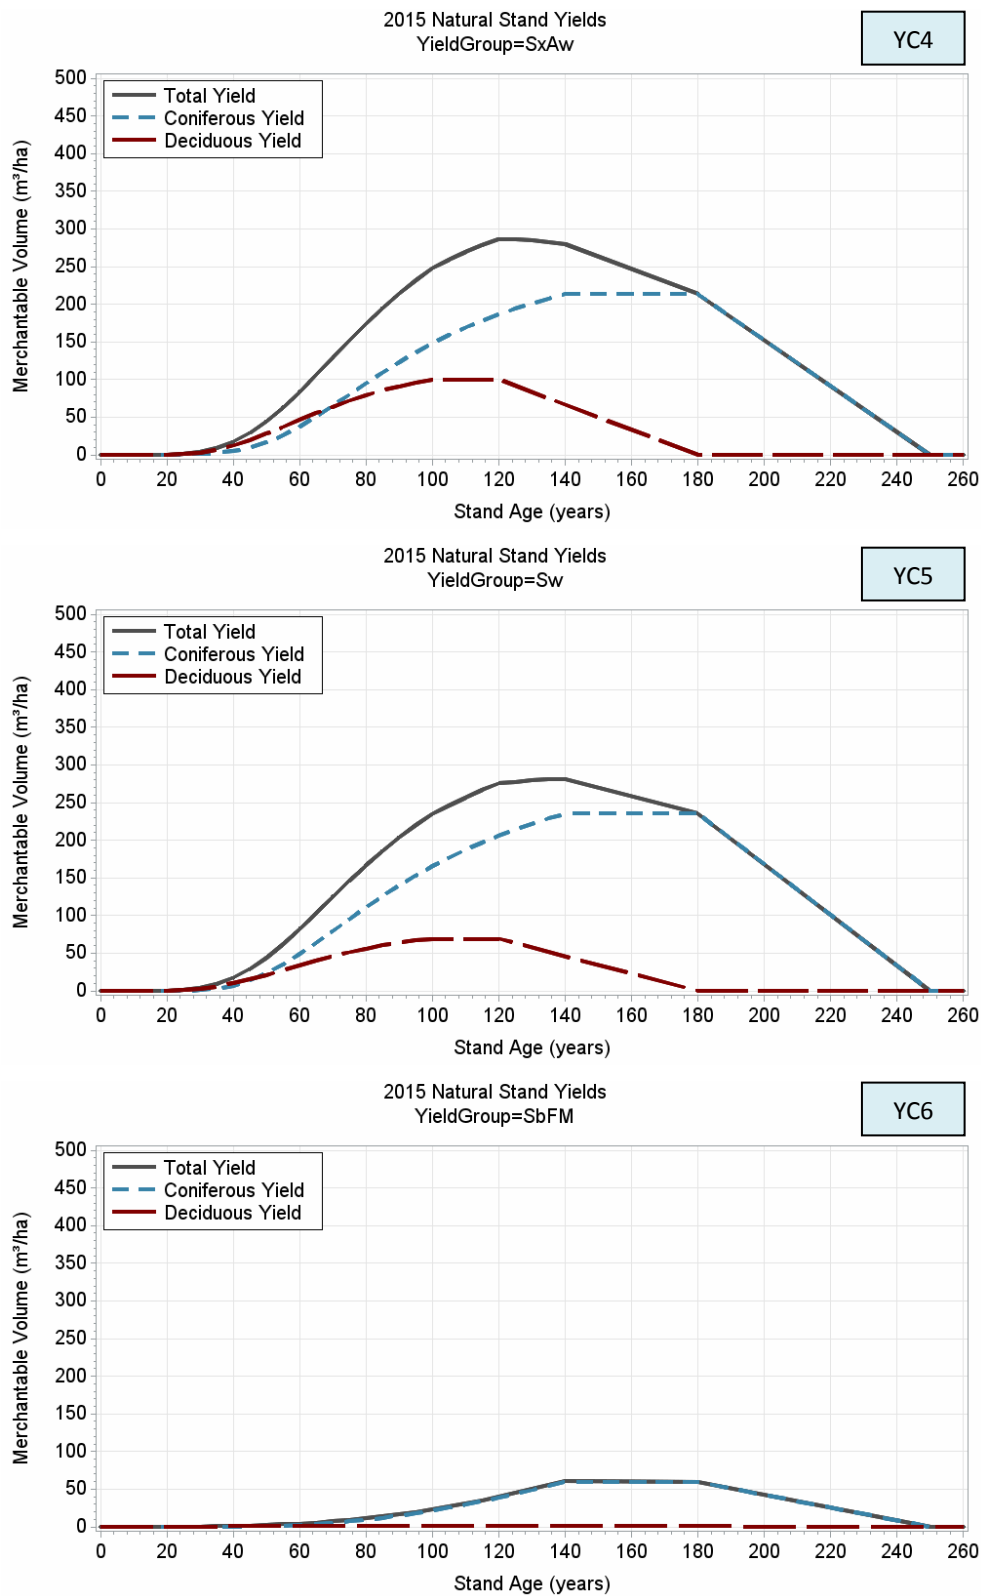 2015 Natural Stand Yields
YieldGroup=SxAw
YC4
Total Yield
Coniferous Yield
Deciduous Yield
Merchantable Volume (m³/ha)
500
450
400
350
300
250
200
150
100
50
0
0 20 40 60 80 100 120 140 160 180 200 220 240 260
Stand Age (years)
2015 Natural Stand Yields
YieldGroup=Sw
YC5
Total Yield
Coniferous Yield
Deciduous Yield
Merchantable Volume (m³/ha)
500
450
400
350
300
250
200
150
100
50
0
0 20 40 60 80 100 120 140 160 180 200 220 240 260
Stand Age (years)
2015 Natural Stand Yields
YieldGroup=SbFM
YC6
Total Yield
Coniferous Yield
Deciduous Yield
Merchantable Volume (m³/ha)
500
450
400
350
300
250
200
150
100
50
0
0 20 40 60 80 100 120 140 160 180 200 220 240 260
Stand Age (years)